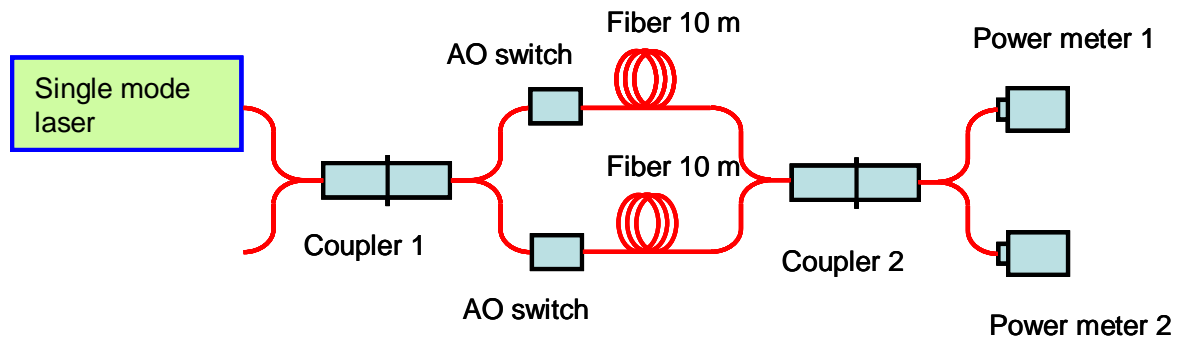 Fiber 10 m
Power meter 1
AO switch
Single mode
laser
Fiber 10 m
Coupler 1
Coupler 2
AO switch
Power meter 2